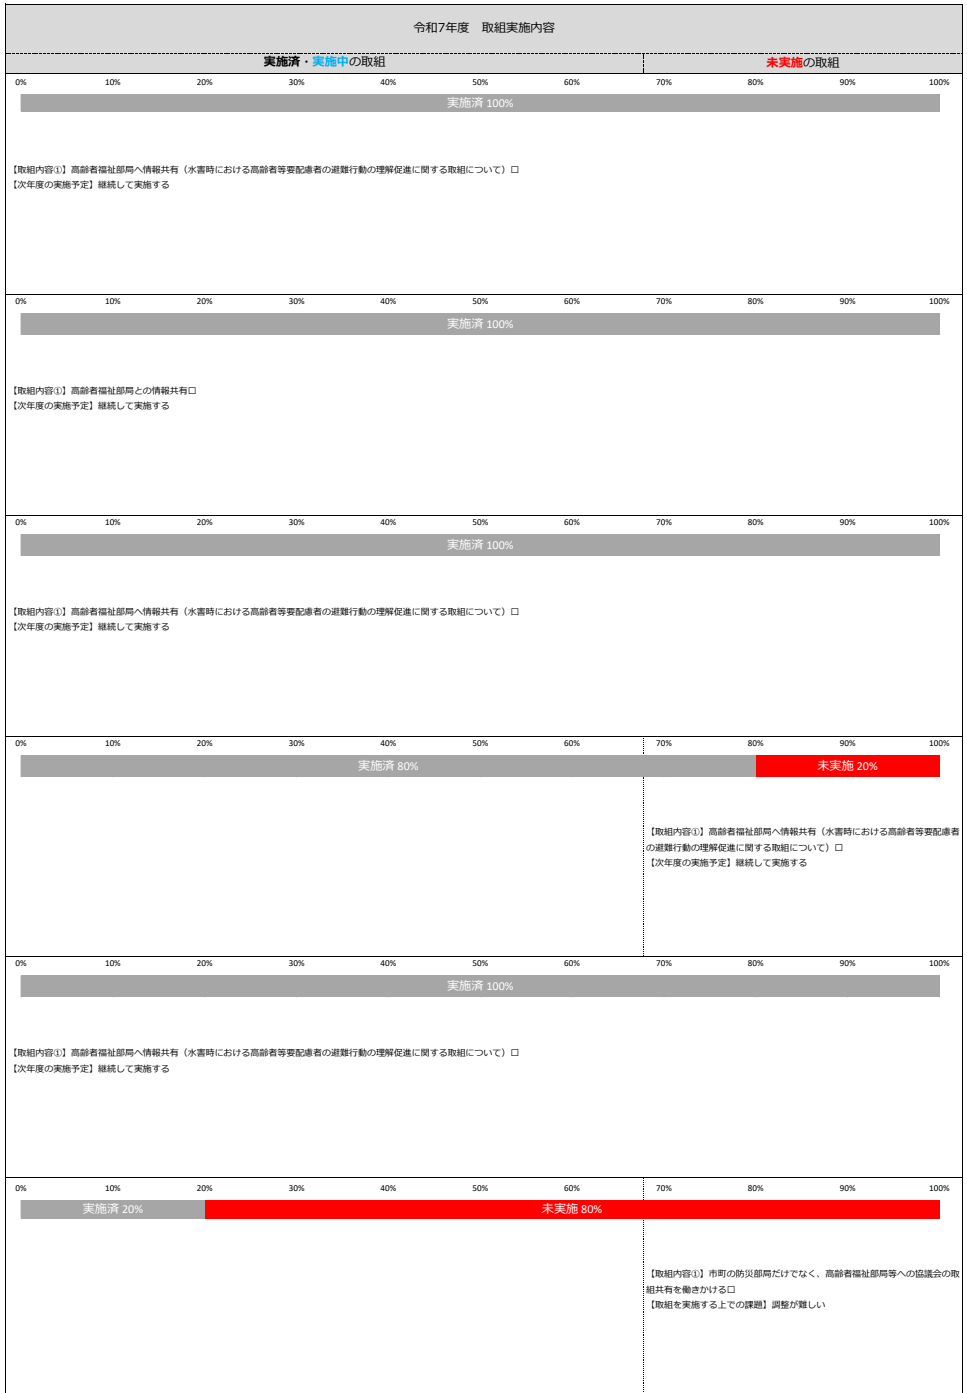 令和7年度　取組実施内容
実施済・実施中の取組
未実施の取組
0% 10% 20% 30% 40% 50% 60% 70% 80% 90% 100%
実施済 100%
【取組内容①】高齢者福祉部局へ情報共有（水害時における高齢者等要配慮者の避難行動の理解促進に関する取組について）□
【次年度の実施予定】継続して実施する
0% 10% 20% 30% 40% 50% 60% 70% 80% 90% 100%
実施済 100%
【取組内容①】高齢者福祉部局との情報共有□
【次年度の実施予定】継続して実施する
0% 10% 20% 30% 40% 50% 60% 70% 80% 90% 100%
実施済 100%
【取組内容①】高齢者福祉部局へ情報共有（水害時における高齢者等要配慮者の避難行動の理解促進に関する取組について）□
【次年度の実施予定】継続して実施する
0% 10% 20% 30% 40% 50% 60% 70% 80% 90% 100%
実施済 80%
未実施 20%
【取組内容①】高齢者福祉部局へ情報共有（水害時における高齢者等要配慮者
の避難行動の理解促進に関する取組について）□
【次年度の実施予定】継続して実施する
0% 10% 20% 30% 40% 50% 60% 70% 80% 90% 100%
実施済 100%
【取組内容①】高齢者福祉部局へ情報共有（水害時における高齢者等要配慮者の避難行動の理解促進に関する取組について）□
【次年度の実施予定】継続して実施する
0% 10% 20% 30% 40% 50% 60% 70% 80% 90% 100%
実施済 20%
未実施 80%
【取組内容①】市町の防災部局だけでなく、高齢者福祉部局等への協議会の取
組共有を働きかける□
【取組を実施する上での課題】調整が難しい